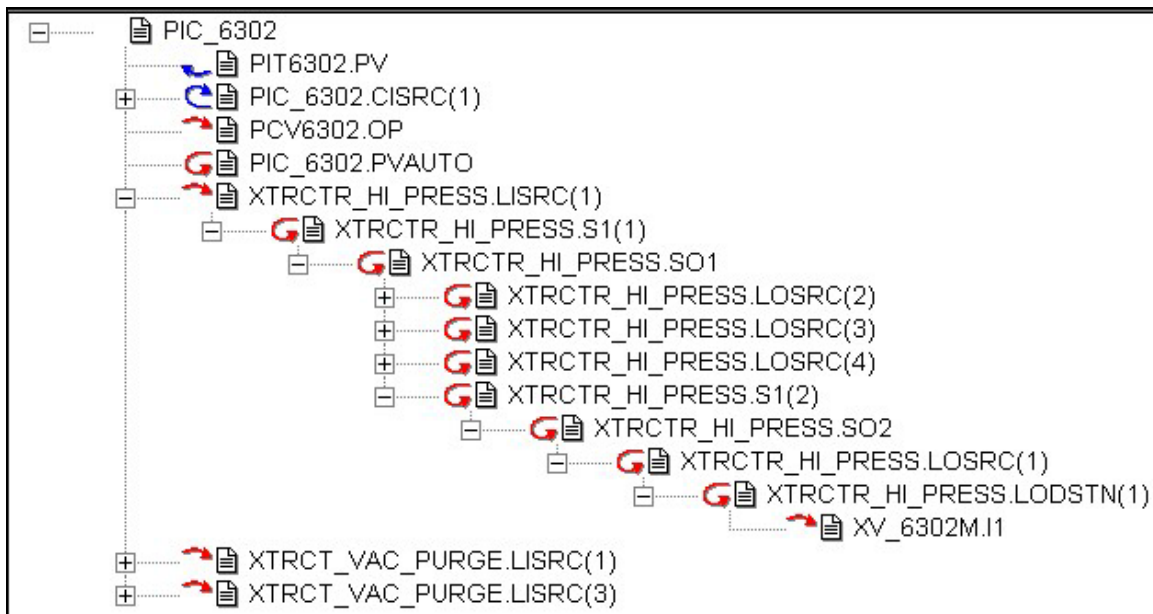 PIC_6302
PIT6302.PV
PIC_6302.CISRC(1)
PCV6302.OP
PIC_6302.PVAUTO
XTRCTR_HI_PRESS.LISRC(1)
XTRCTR_HI_PRESS.S1(1)
XTRCTR_HI_PRESS.SO1
XTRCTR_HI_PRESS.LOSRC(2)
XTRCTR_HI_PRESS.LOSRC(3)
XTRCTR_HI_PRESS.LOSRC(4)
XTRCTR_HI_PRESS.S1(2)
XTRCTR_HI_PRESS.SO2
XTRCTR_HI_PRESS.LOSRC(1)
XTRCTR_HI_PRESS.LODSTN(1)
XV_6302M.I1
XTRCT_VAC_PURGE.LISRC(1)
XTRCT_VAC_PURGE.LISRC(3)